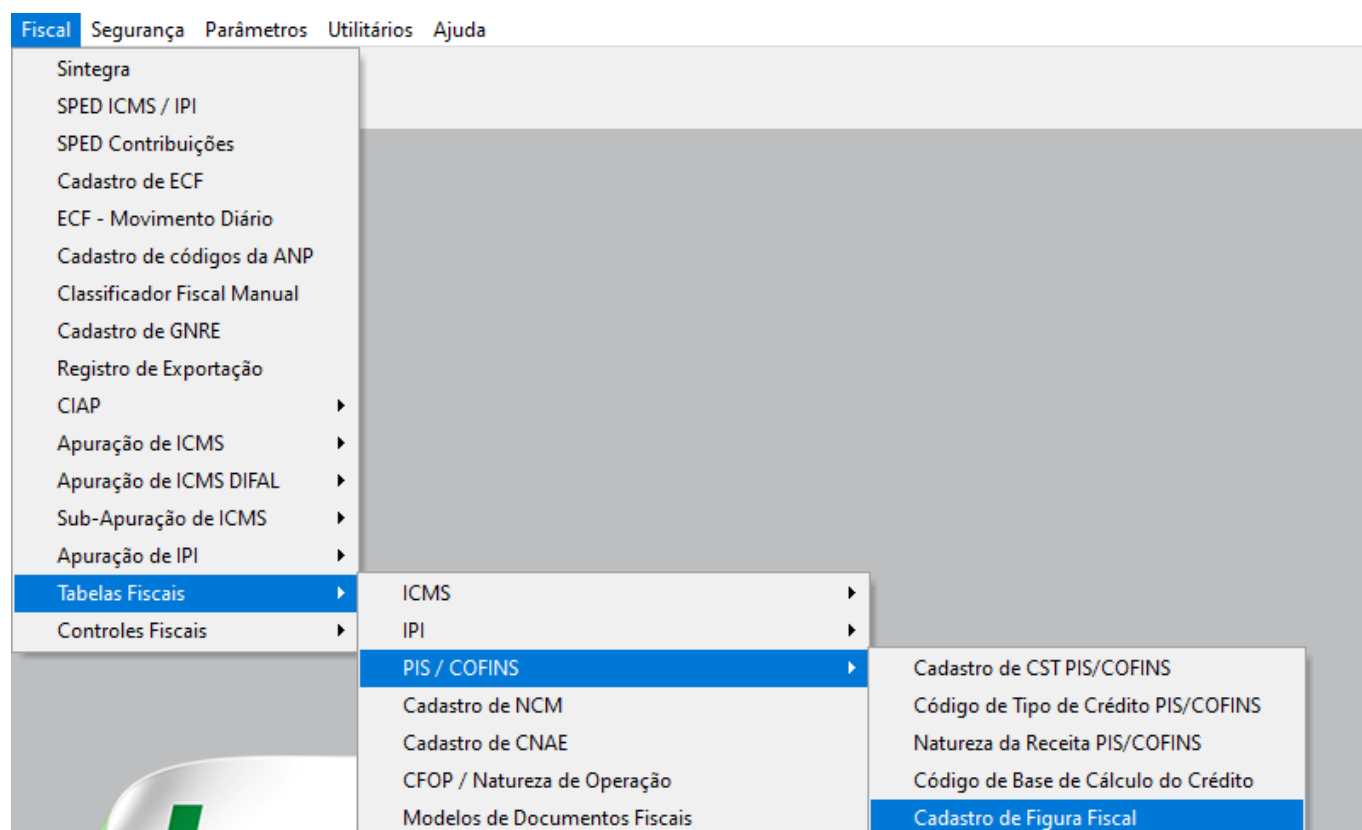 Fiscal Segurança Parâmetros Utilitários Ajuda
Sintegra
SPED ICMS / IPI
SPED Contribuições
Cadastro de ECF
ECF - Movimento Diário
Cadastro de códigos da ANP
Classificador Fiscal Manual
Cadastro de GNRE
Registro de Exportação
CIAP
Apuração de ICMS
Apuração de ICMS DIFAL
Sub-Apuração de ICMS
Apuração de IPI
Tabelas Fiscais
Controles Fiscais
ICMS
IPI
PIS / COFINS
Cadastro de NCM
Cadastro de CNAE
CFOP / Natureza de Operação
Modelos de Documentos Fiscais
Cadastro de CST PIS/COFINS
Código de Tipo de Crédito PIS/COFINS
Natureza da Receita PIS/COFINS
Código de Base de Cálculo do Crédito
Cadastro de Figura Fiscal